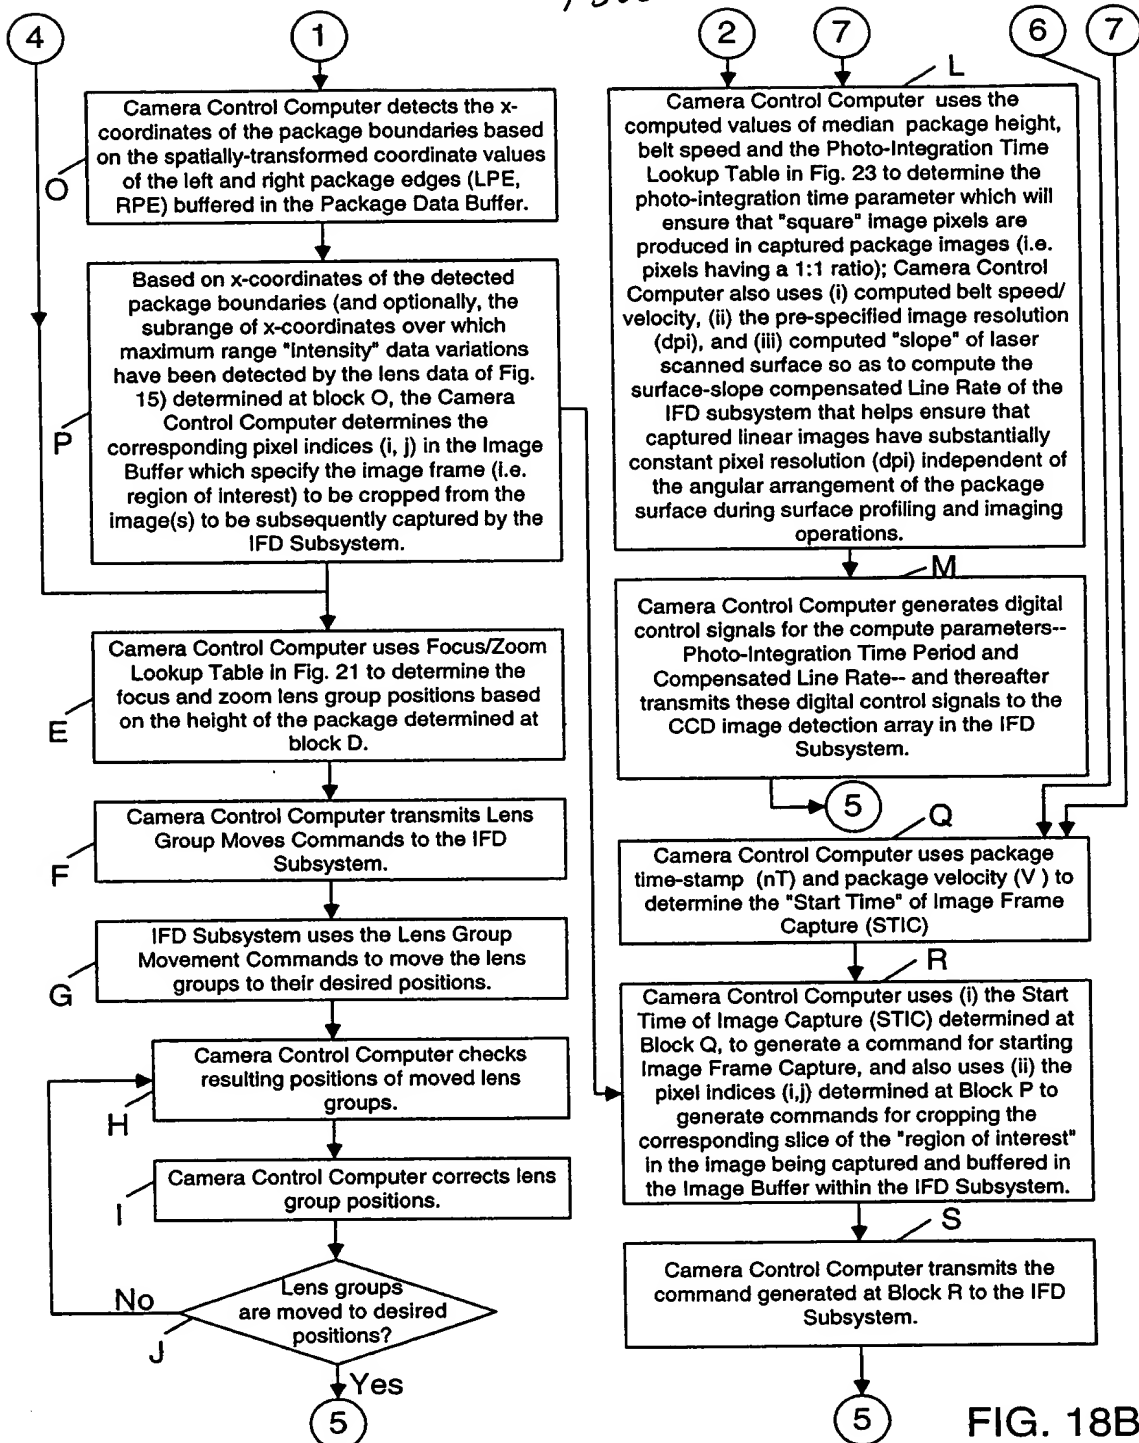 4
1
2
7
6
7
L
Camera Control Computer detects the x-
coordinates of the package boundaries based
on the spatially-transformed coordinate values
of the left and right package edges (LPE,
RPE) buffered in the Package Data Buffer.
O
Based on x-coordinates of the detected
package boundaries (and optionally, the
subrange of x-coordinates over which
maximum range "intensity" data variations
have been detected by the lens data of Fig.
15) determined at block O, the Camera
Control Computer determines the
corresponding pixel indices (i, j) in the Image
Buffer which specify the image frame (i.e.
region of interest) to be cropped from the
image(s) to be subsequently captured by the
IFD Subsystem.
P
Camera Control Computer uses Focus/Zoom
Lookup Table in Fig. 21 to determine the
focus and zoom lens group positions based
on the height of the package determined at
block D.
E
Camera Control Computer transmits Lens
Group Moves Commands to the IFD
Subsystem.
F
IFD Subsystem uses the Lens Group
Movement Commands to move the lens
groups to their desired positions.
G
Camera Control Computer checks
resulting positions of moved lens
groups.
H
Camera Control Computer corrects lens
group positions.
I
Lens groups
are moved to desired
positions?
No
J
Yes
5
Camera Control Computer uses the
computed values of median package height,
belt speed and the Photo-Integration Time
Lookup Table in Fig. 23 to determine the
photo-integration time parameter which will
ensure that "square" image pixels are
produced in captured package images (i.e.
pixels having a 1:1 ratio); Camera Control
Computer also uses (i) computed belt speed/
velocity, (ii) the pre-specified image resolution
(dpi), and (iii) computed "slope" of laser
scanned surface so as to compute the
surface-slope compensated Line Rate of the
IFD subsystem that helps ensure that
captured linear images have substantially
constant pixel resolution (dpi) independent of
the angular arrangement of the package
surface during surface profiling and imaging
operations.
M
Camera Control Computer generates digital
control signals for the compute parameters--
Photo-Integration Time Period and
Compensated Line Rate-- and thereafter
transmits these digital control signals to the
CCD image detection array in the IFD
Subsystem.
5
Q
Camera Control Computer uses package
time-stamp (nT) and package velocity (V ) to
determine the "Start Time" of Image Frame
Capture (STIC)
R
Camera Control Computer uses (i) the Start
Time of Image Capture (STIC) determined at
Block Q, to generate a command for starting
Image Frame Capture, and also uses (ii) the
pixel indices (i,j) determined at Block P to
generate commands for cropping the
corresponding slice of the "region of interest"
in the image being captured and buffered in
the Image Buffer within the IFD Subsystem.
S
Camera Control Computer transmits the
command generated at Block R to the IFD
Subsystem.
5
FIG. 18B